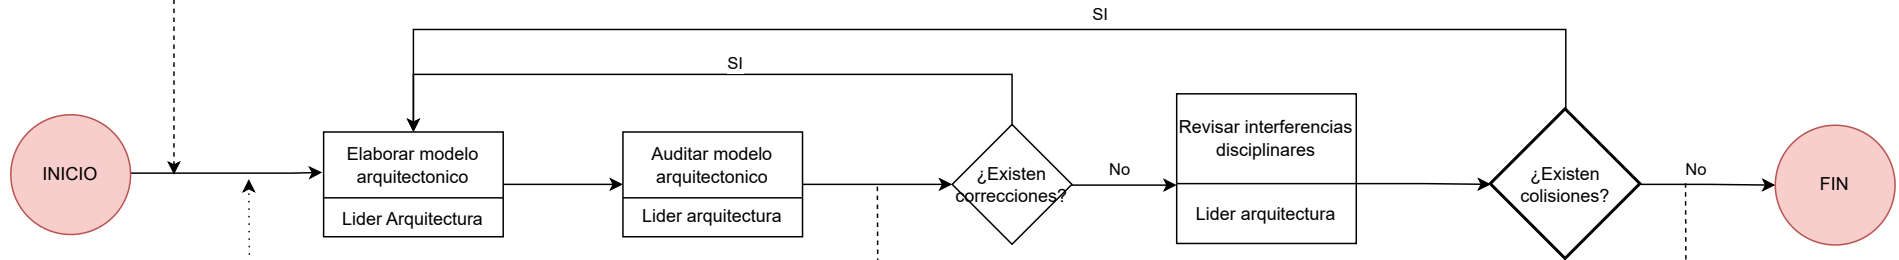 SI
SI
INICIO
Elaborar modelo
arquitectonico
Lider Arquitectura
Auditar modelo
arquitectonico
Lider arquitectura
¿Existen
correcciones?
No
Revisar interferencias
disciplinares
Lider arquitectura
¿Existen
colisiones?
No
FIN